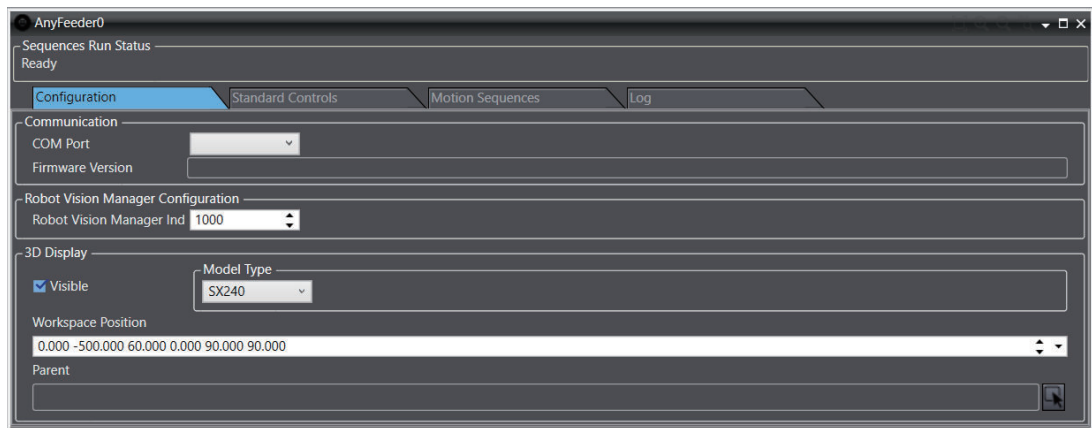 AnyFeeder0
Sequences Run Status
Ready
Configuration Standard Controls Motion Sequences Log
Communication
COM Port
Firmware Version
Robot Vision Manager Configuration
Robot Vision Manager Ind 1000
3D Display
Visible
Model Type
SX240
Workspace Position
0.000 -500.000 60.000 0.000 90.000 90.000
Parent